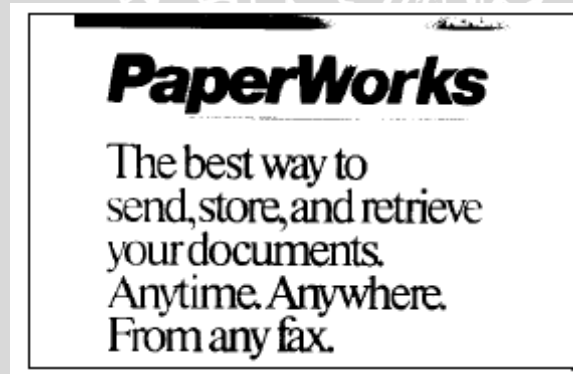 PaperWorks
The best way to
send, store, and retrieve
your documents.
Anytime. Anywhere.
From any fax.